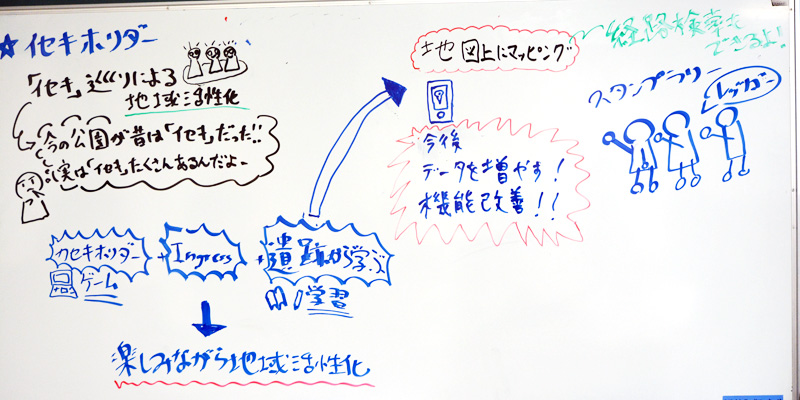 ☆イセキホリダー
「イセキ」巡りによる
地域活性化
今の公園が昔は「イセキ」だった!!
実は「イセキ」たくさんあるんだよー
カセキホリダー + Ingress + 遺跡から学ぶ
ゲーム
学習
楽しみながら地域活性化
地図上にマッピング
今後
データを増やす!
機能改善!!
経路検索も
できるよ!
スタンプラリー
レッツゴー